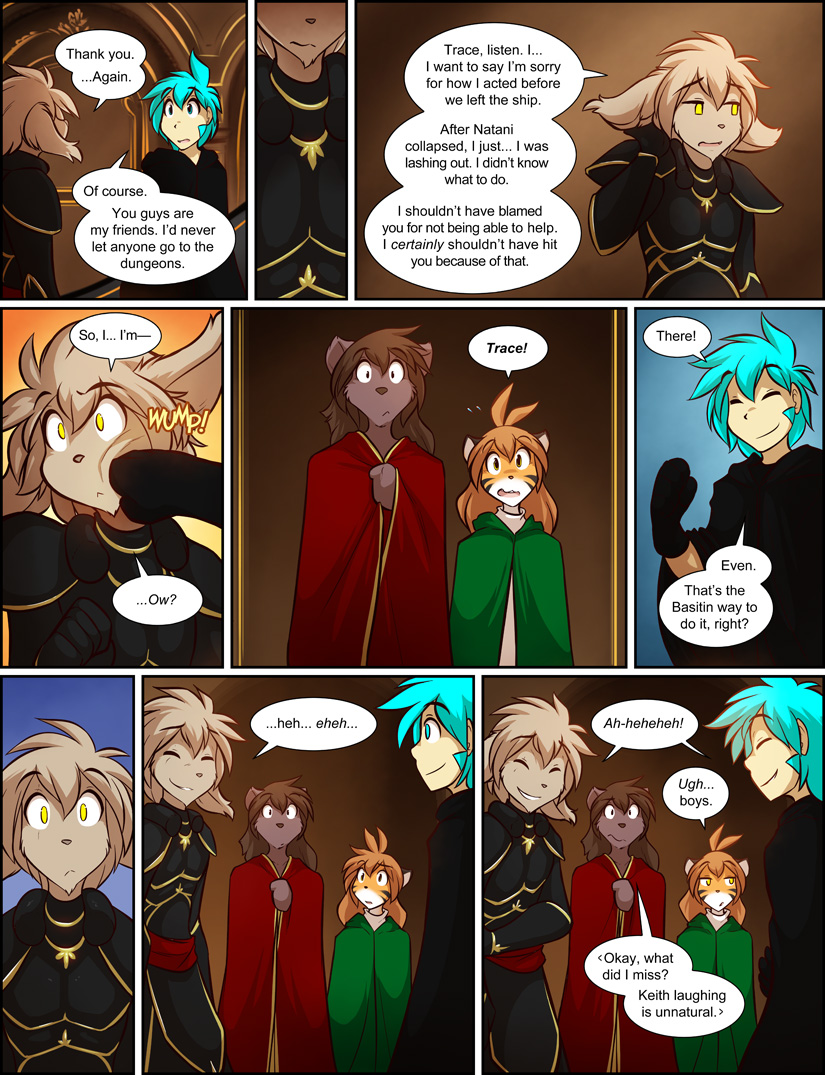 Thank you.
...Again.
Of course.
You guys are
my friends. I'd never
let anyone go to the
dungeons.
Trace, listen. I...
I want to say I'm sorry
for how I acted before
we left the ship.
After Natani
collapsed, I just... I was
lashing out. I didn't know
what to do.
I shouldn't have blamed
you for not being able to help.
I certainly shouldn't have hit
you because of that.
So, I... I'm—
WUMP!
...Ow?
Trace!
There!
Even.
That's the
Basitin way to
do it, right?
...heh... eheh...
Ah-heheheh!
Ugh...
boys.
‹Okay, what
did I miss?
Keith laughing
is unnatural.›